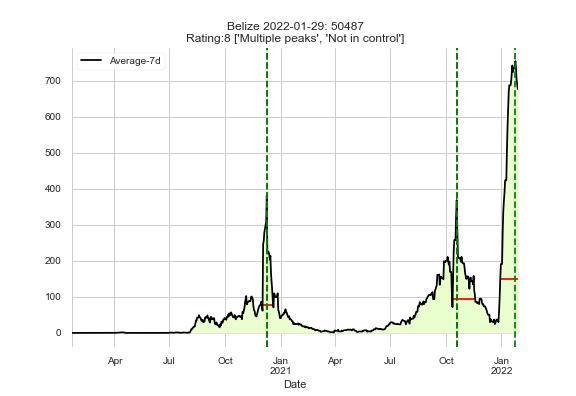 Belize 2022-01-29: 50487
Rating:8 ['Multiple peaks', 'Not in control']
Average-7d
700
600
500
400
300
200
100
0
Apr
Jul
Oct
Jan
2021
Apr
Jul
Oct
Jan
2022
Date